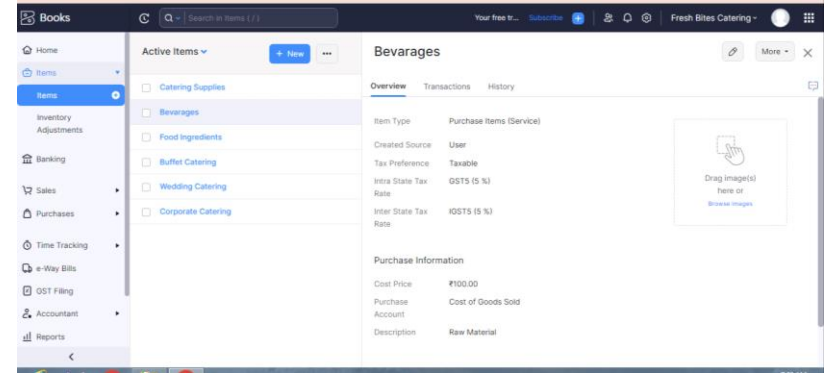 Books
Search in Items ( / )
Your free tr... Subscribe
Fresh Bites Catering
Home
Items
Items
Inventory
Adjustments
Banking
Sales
Purchases
Time Tracking
e-Way Bills
GST Filing
Accountant
Reports
Active Items
+ New
Catering Supplies
Bevarages
Food Ingredients
Buffet Catering
Wedding Catering
Corporate Catering
Bevarages
More
Overview Transactions History
Item Type Purchase Items (Service)
Created Source User
Tax Preference Taxable
Intra State Tax GST5 (5 %)
Rate
Inter State Tax IGST5 (5 %)
Rate
Drag image(s)
here or
Browse images
Purchase Information
Cost Price ₹100.00
Purchase Cost of Goods Sold
Account
Description Raw Material